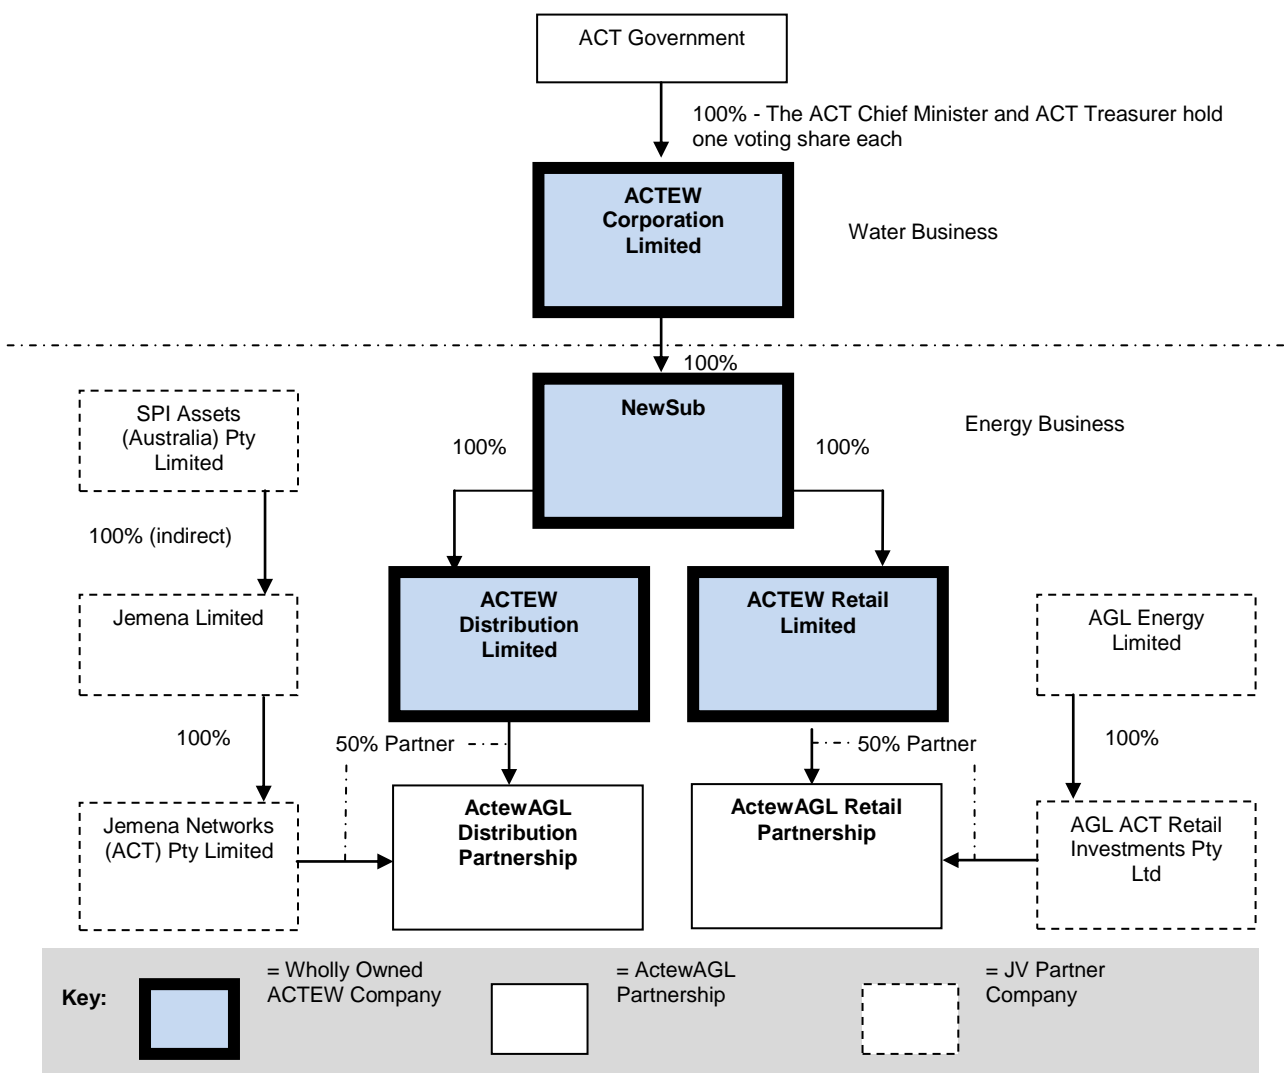 ACT Government
100% - The ACT Chief Minister and ACT Treasurer hold
one voting share each
ACTEW
Corporation
Limited
Water Business
100%
NewSub
Energy Business
SPI Assets
(Australia) Pty
Limited
100%
100%
100% (indirect)
Jemena Limited
ACTEW
Distribution
Limited
ACTEW Retail
Limited
AGL Energy
Limited
100%
50% Partner
50% Partner
100%
Jemena Networks
(ACT) Pty Limited
ActewAGL
Distribution
Partnership
ActewAGL Retail
Partnership
AGL ACT Retail
Investments Pty
Ltd
Key:
= Wholly Owned
ACTEW Company
= ActewAGL
Partnership
= JV Partner
Company